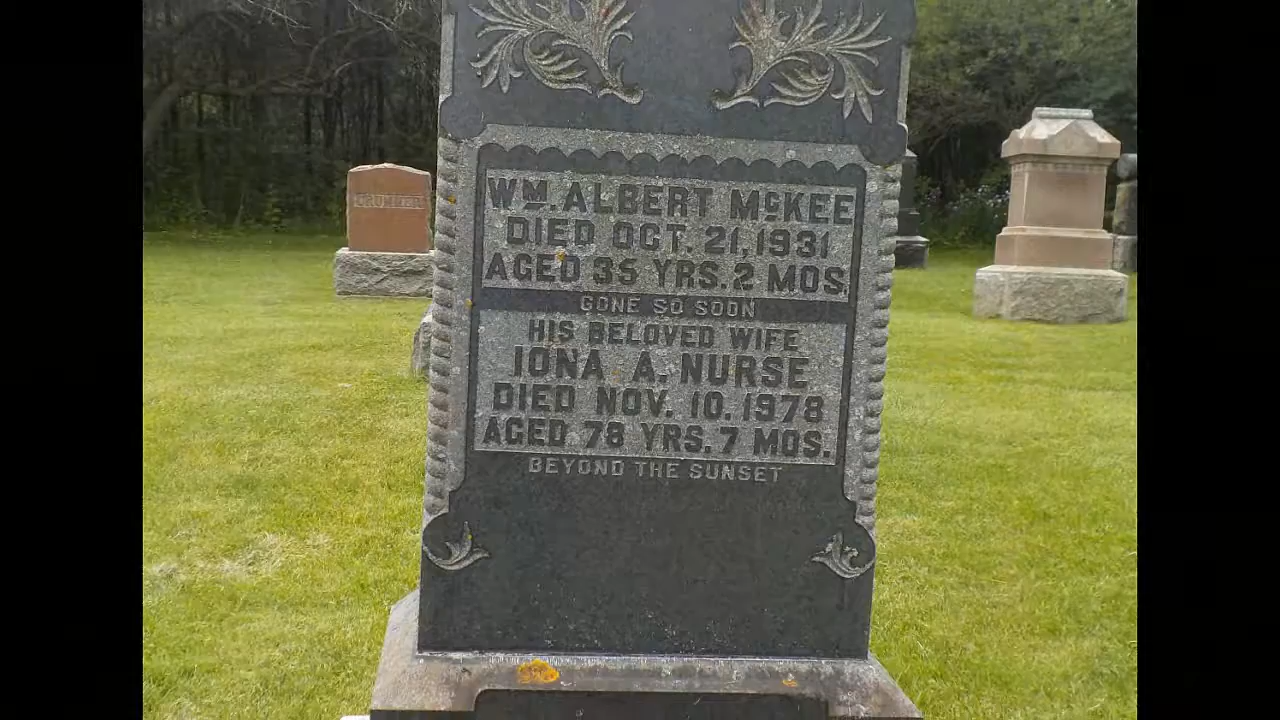 WM. ALBERT McKEE
DIED OCT. 21, 1931
AGED 35 YRS. 2 MOS.
GONE SO SOON
HIS BELOVED WIFE
IONA A. NURSE
DIED NOV. 10. 1978
AGED 78 YRS. 7 MOS.
BEYOND THE SUNSET